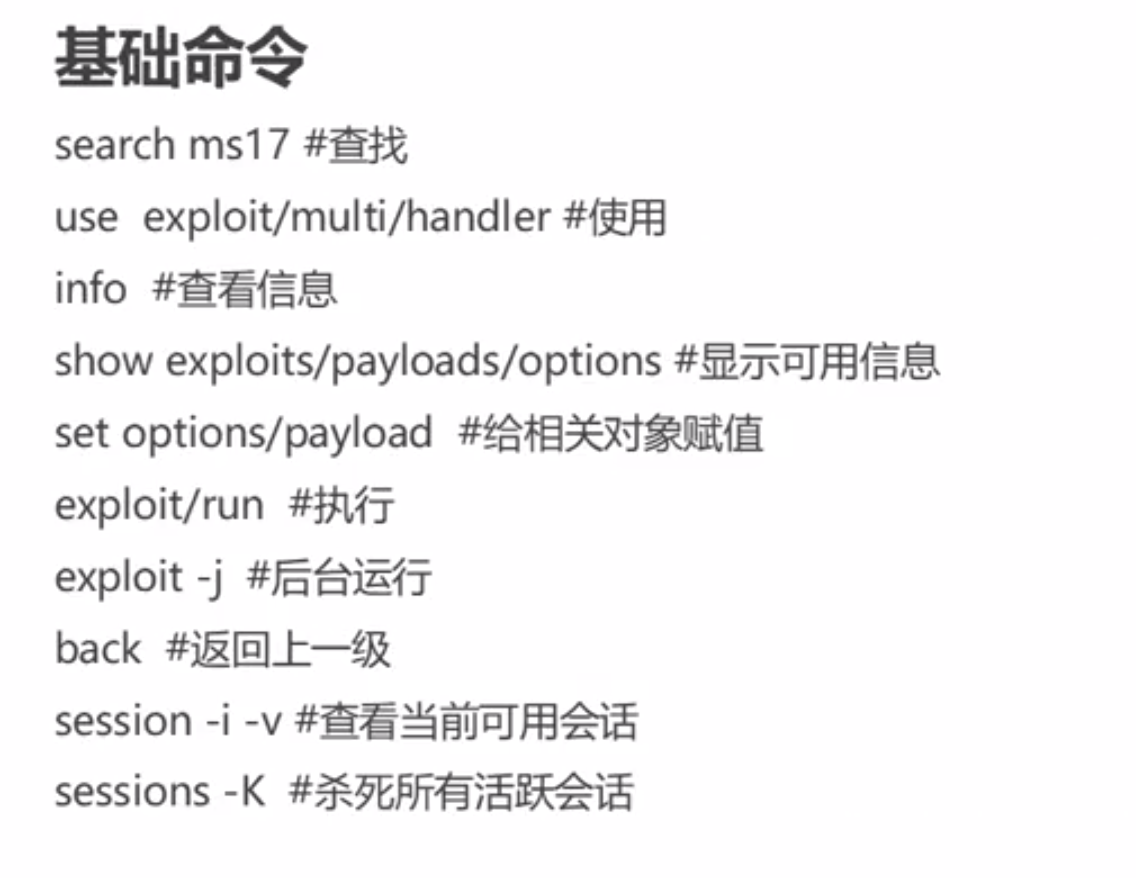 基础命令
search ms17 #查找
use  exploit/multi/handler #使用
info  #查看信息
show exploits/payloads/options #显示可用信息
set options/payload  #给相关对象赋值
exploit/run  #执行
exploit -j  #后台运行
back  #返回上一级
session -i -v #查看当前可用会话
sessions -K  #杀死所有活跃会话